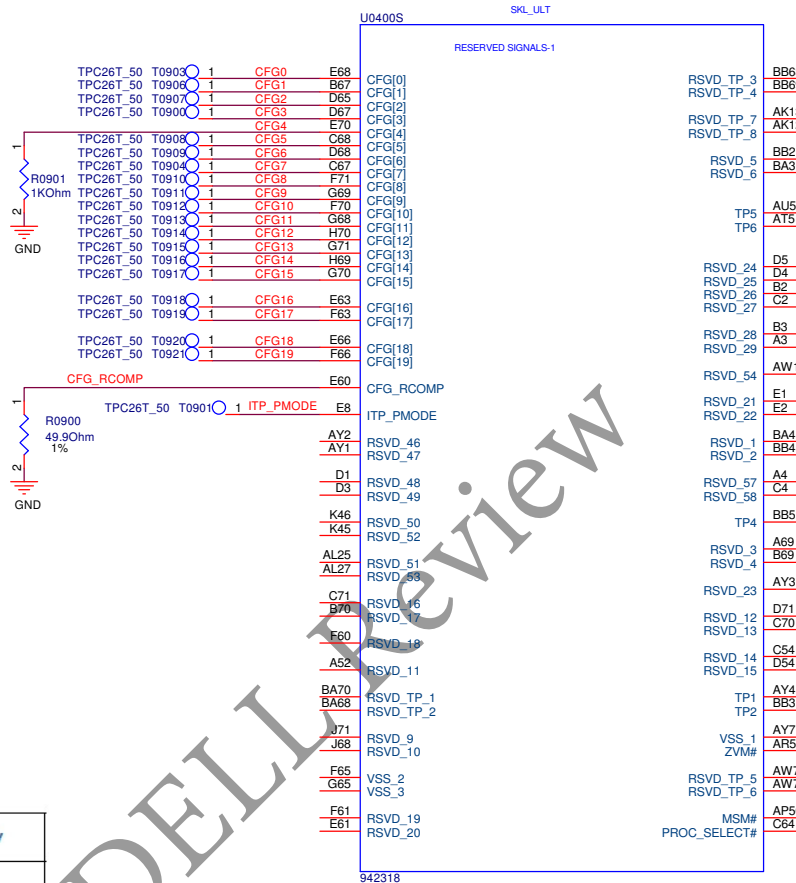 SKL_ULT
U0400S
RESERVED SIGNALS-1
TPC26T_50 T0903 1 CFG0 E68 CFG[0]
TPC26T_50 T0906 1 CFG1 B67 CFG[1]
TPC26T_50 T0907 1 CFG2 D65 CFG[2]
TPC26T_50 T0900 1 CFG3 D67 CFG[3]
CFG4 E70 CFG[4]
TPC26T_50 T0908 1 CFG5 C68 CFG[5]
TPC26T_50 T0909 1 CFG6 D68 CFG[6]
TPC26T_50 T0904 1 CFG7 C67 CFG[7]
TPC26T_50 T0910 1 CFG8 F71 CFG[8]
TPC26T_50 T0911 1 CFG9 G69 CFG[9]
TPC26T_50 T0912 1 CFG10 F70 CFG[10]
TPC26T_50 T0913 1 CFG11 G68 CFG[11]
TPC26T_50 T0914 1 CFG12 H70 CFG[12]
TPC26T_50 T0915 1 CFG13 G71 CFG[13]
TPC26T_50 T0916 1 CFG14 H69 CFG[14]
TPC26T_50 T0917 1 CFG15 G70 CFG[15]
TPC26T_50 T0918 1 CFG16 E63 CFG[16]
TPC26T_50 T0919 1 CFG17 F63 CFG[17]
TPC26T_50 T0920 1 CFG18 E66 CFG[18]
TPC26T_50 T0921 1 CFG19 F66 CFG[19]
1
R0901
1KOhm
2
GND
CFG_RCOMP E60 CFG_RCOMP
TPC26T_50 T0901 1 ITP_PMODE E8 ITP_PMODE
1
R0900
49.9Ohm
1%
2
GND
AY2 RSVD_46
AY1 RSVD_47
D1 RSVD_48
D3 RSVD_49
K46 RSVD_50
K45 RSVD_52
AL25 RSVD_51
AL27 RSVD_53
C71 RSVD_16
B70 RSVD_17
F60 RSVD_18
A52 RSVD_11
BA70 RSVD_TP_1
BA68 RSVD_TP_2
J71 RSVD_9
J68 RSVD_10
F65 VSS_2
G65 VSS_3
F61 RSVD_19
E61 RSVD_20
RSVD_TP_3
RSVD_TP_4
RSVD_TP_7
RSVD_TP_8
RSVD_5
RSVD_6
TP5
TP6
RSVD_24 D5
RSVD_25 D4
RSVD_26 B2
RSVD_27 C2
RSVD_28 B3
RSVD_29 A3
RSVD_54
RSVD_21 E1
RSVD_22 E2
RSVD_1
RSVD_2
RSVD_57 A4
RSVD_58 C4
TP4
RSVD_3 A69
RSVD_4 B69
RSVD_23
RSVD_12 D71
RSVD_13 C70
RSVD_14 C54
RSVD_15 D54
TP1
TP2
VSS_1
ZVM#
RSVD_TP_5
RSVD_TP_6
MSM#
PROC_SELECT# C64
942318
DELL Review